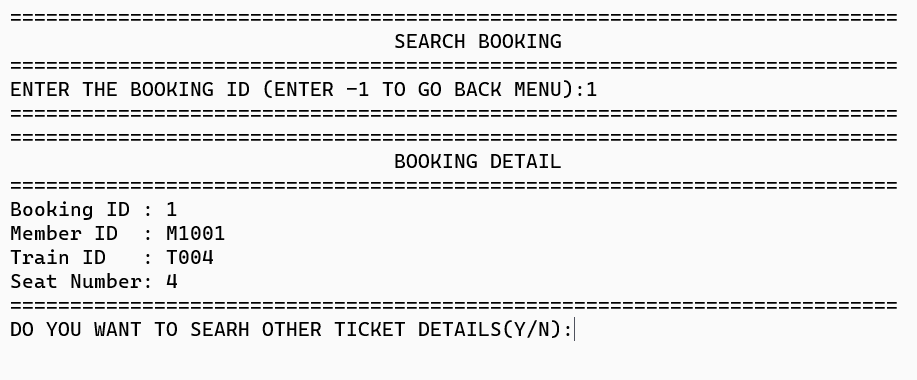 ==========================================================================
SEARCH BOOKING
==========================================================================
ENTER THE BOOKING ID (ENTER -1 TO GO BACK MENU):1
==========================================================================
==========================================================================
BOOKING DETAIL
==========================================================================
Booking ID : 1
Member ID  : M1001
Train ID   : T004
Seat Number: 4
==========================================================================
DO YOU WANT TO SEARH OTHER TICKET DETAILS(Y/N):